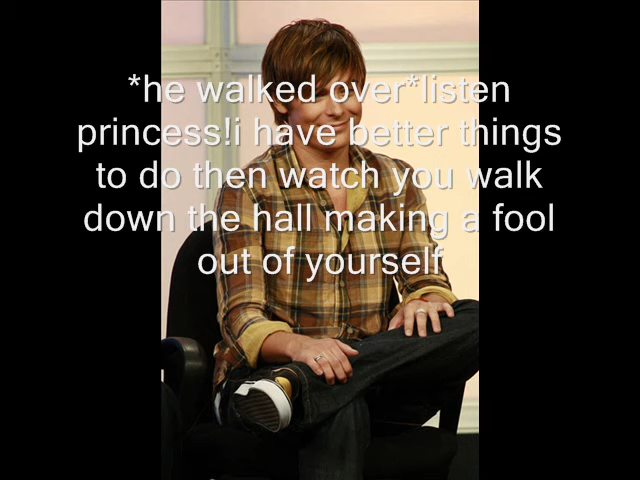 *he walked over*listen
princess!i have better things
to do then watch you walk
down the hall making a fool
out of yourself